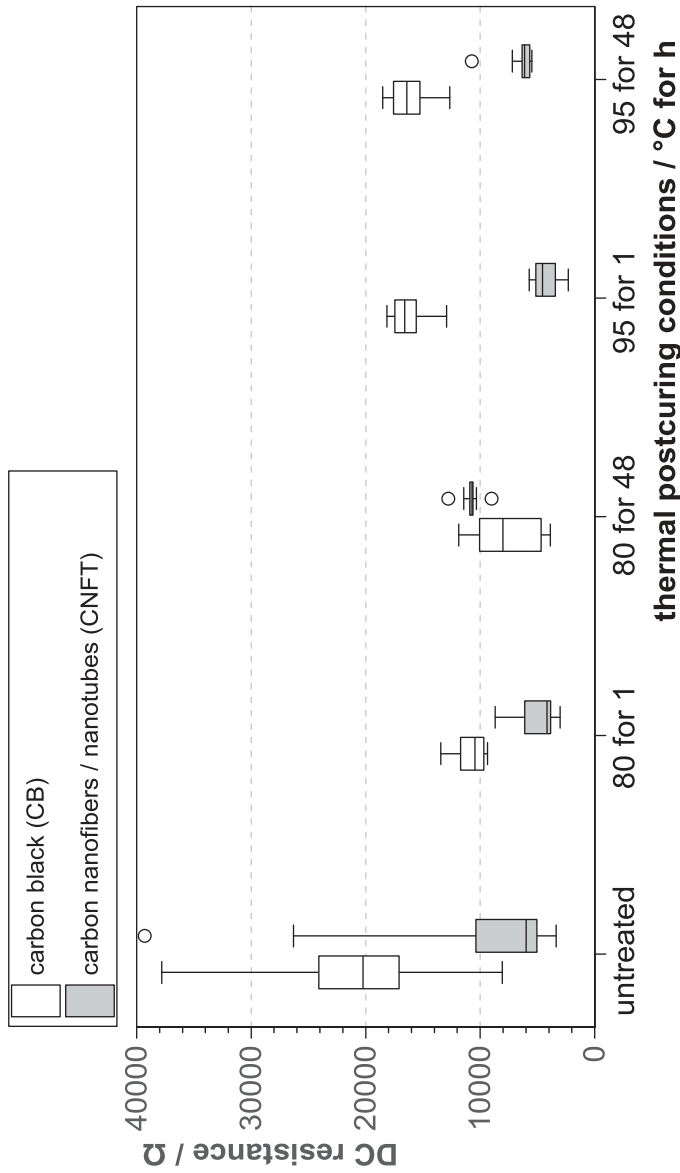 carbon black (CB)
carbon nanofibers / nanotubes (CNFT)
DC resistance / Ω
40000
30000
20000
10000
0
untreated
80 for 1
80 for 48
95 for 1
95 for 48
thermal postcuring conditions / °C for h